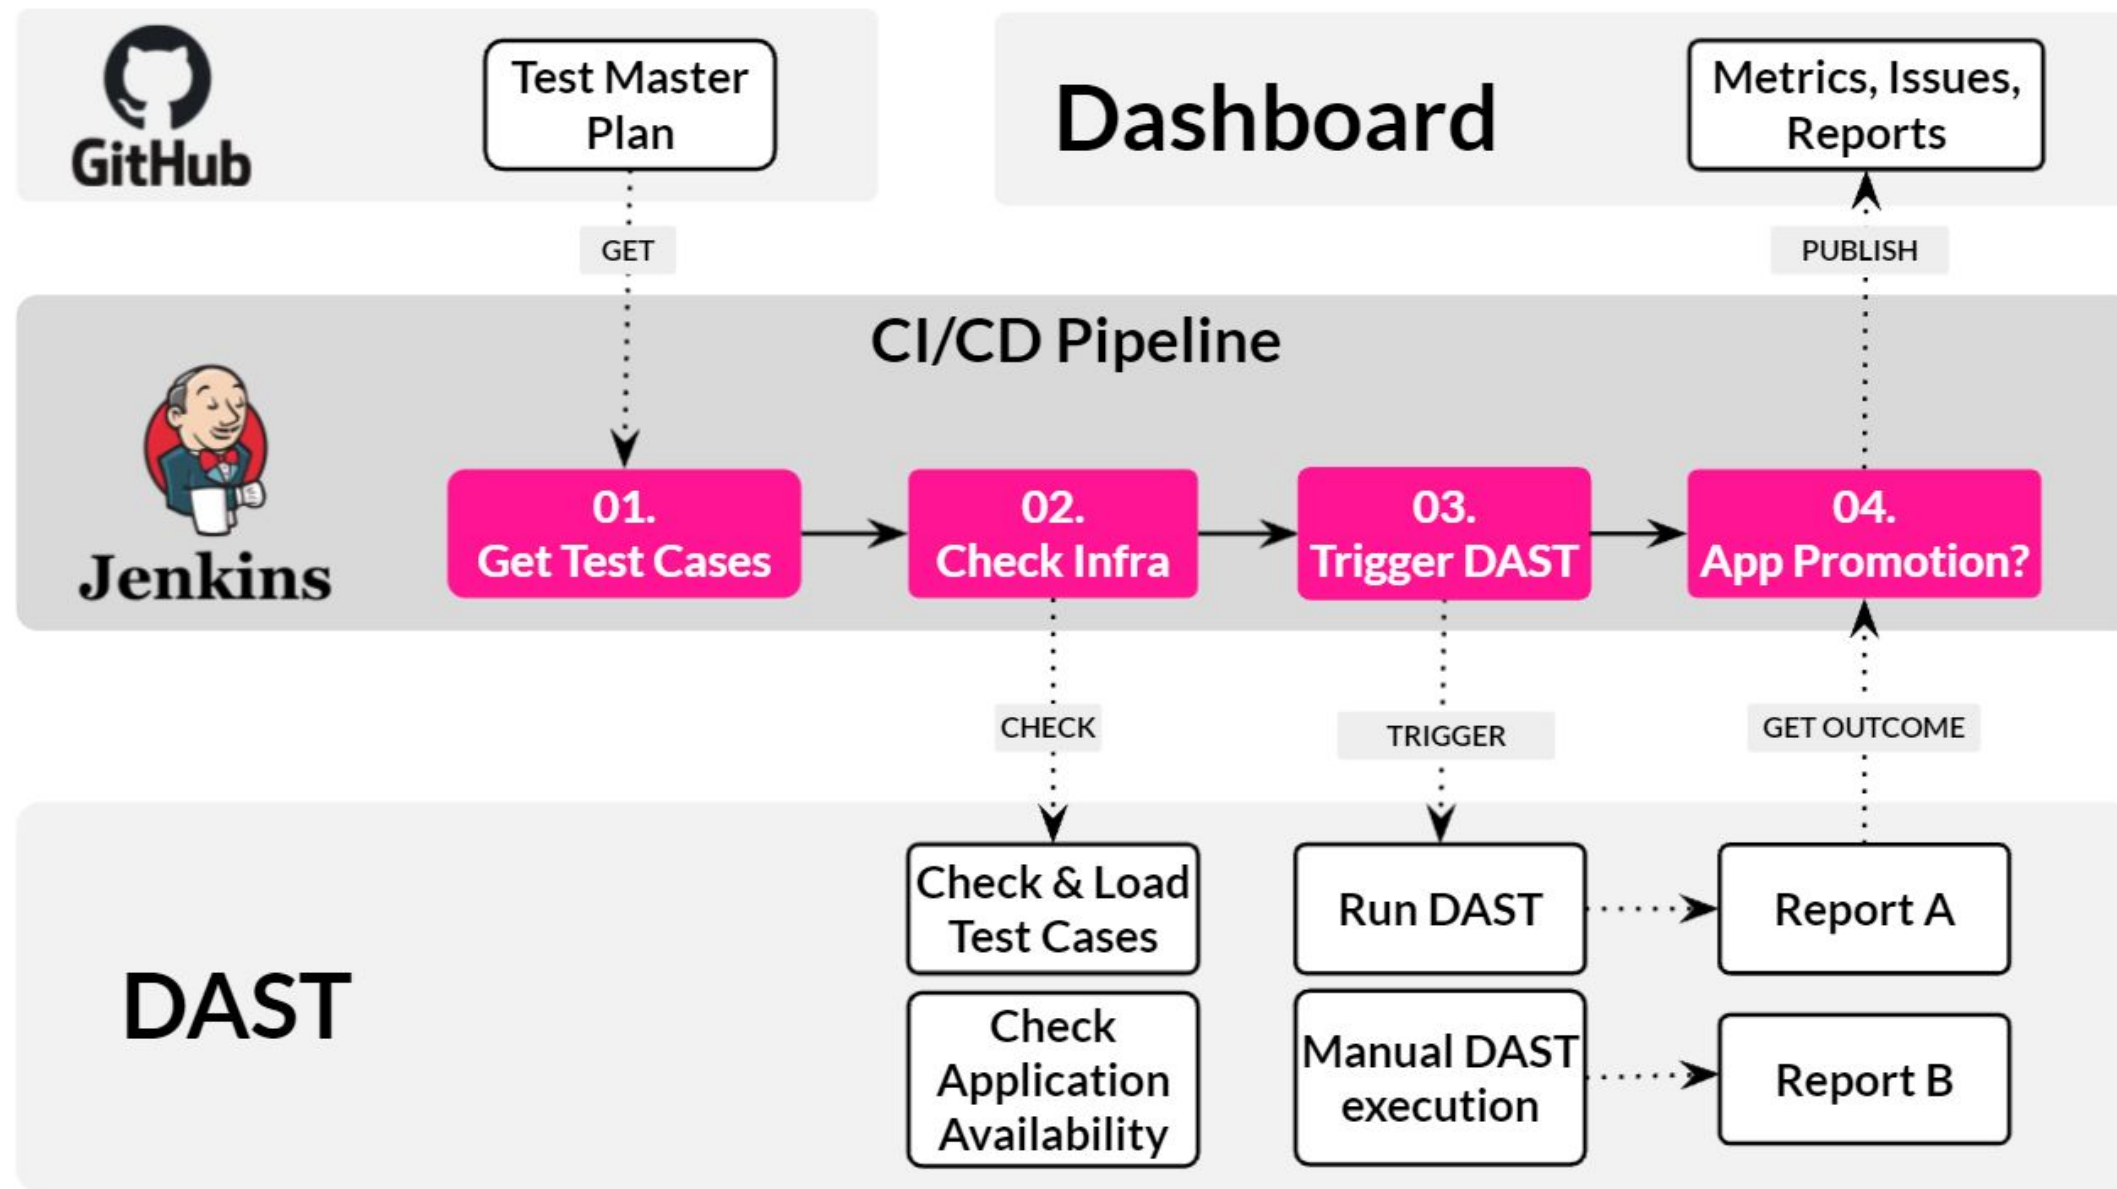 GitHub
Test Master
Plan
Dashboard
Metrics, Issues,
Reports
GET
PUBLISH
CI/CD Pipeline
Jenkins
01.
Get Test Cases
02.
Check Infra
03.
Trigger DAST
04.
App Promotion?
CHECK
TRIGGER
GET OUTCOME
DAST
Check & Load
Test Cases
Run DAST
Report A
Check
Application
Availability
Manual DAST
execution
Report B